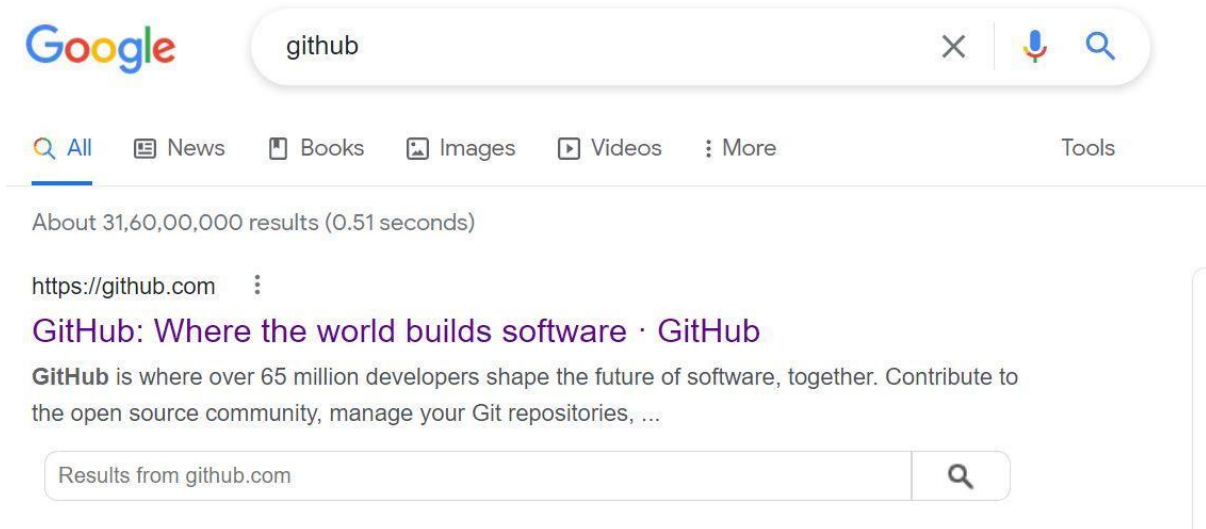 Google
github
All News Books Images Videos More Tools
About 31,60,00,000 results (0.51 seconds)
https://github.com
GitHub: Where the world builds software · GitHub
GitHub is where over 65 million developers shape the future of software, together. Contribute to
the open source community, manage your Git repositories, ...
Results from github.com